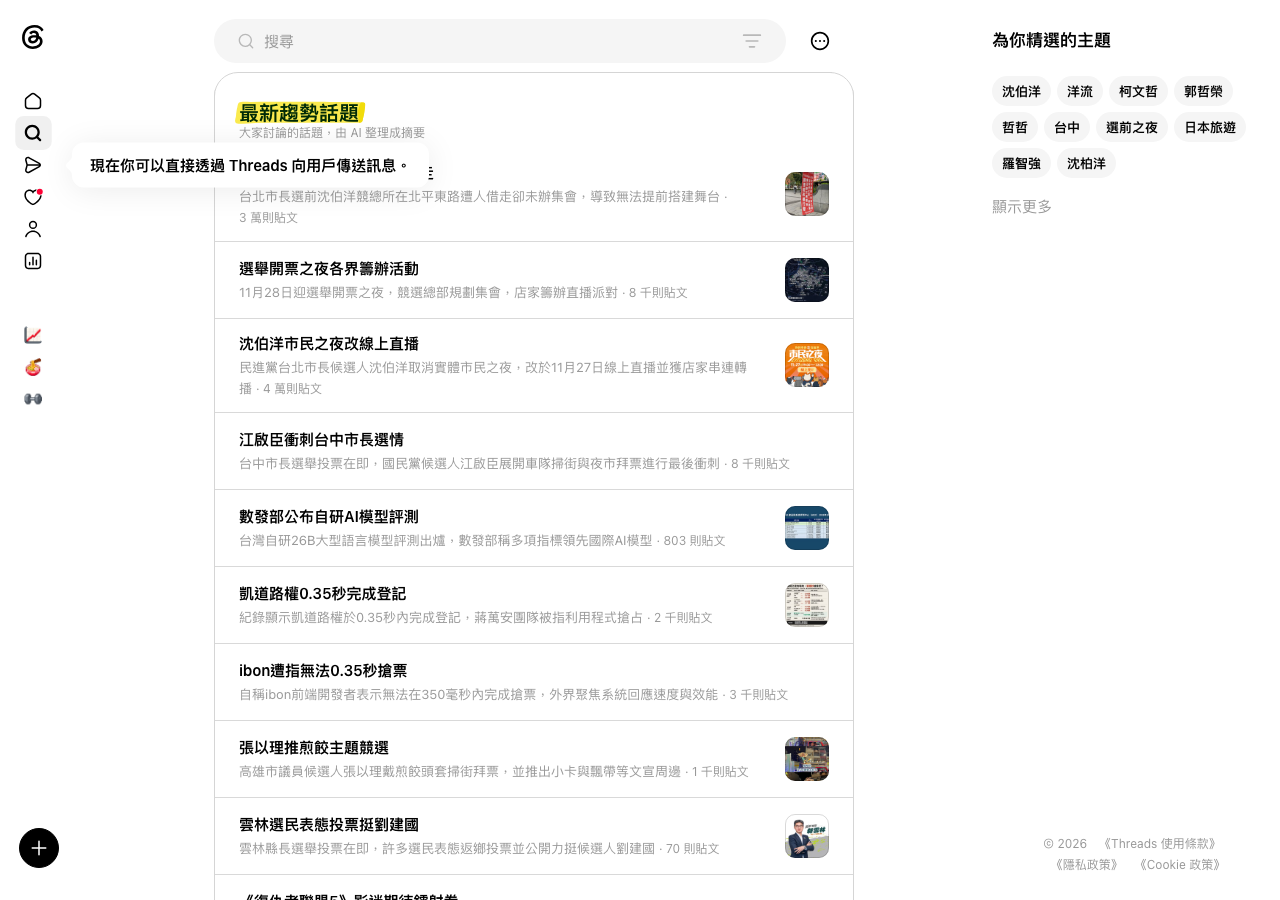 搜尋
最新趨勢話題
大家討論的話題，由 AI 整理成摘要
現在你可以直接透過 Threads 向用戶傳送訊息。
台北市長選前沈伯洋競總所在北平東路遭人借走卻未辦集會，導致無法提前搭建舞台 ·
3 萬則貼文
選舉開票之夜各界籌辦活動
11月28日迎選舉開票之夜，競選總部規劃集會，店家籌辦直播派對 · 8 千則貼文
沈伯洋市民之夜改線上直播
民進黨台北市長候選人沈伯洋取消實體市民之夜，改於11月27日線上直播並獲店家串連轉
播 · 4 萬則貼文
市民之夜
江啟臣衝刺台中市長選情
台中市長選舉投票在即，國民黨候選人江啟臣展開車隊掃街與夜市拜票進行最後衝刺 · 8 千則貼文
數發部公布自研AI模型評測
台灣自研26B大型語言模型評測出爐，數發部稱多項指標領先國際AI模型 · 803 則貼文
凱道路權0.35秒完成登記
紀錄顯示凱道路權於0.35秒內完成登記，蔣萬安團隊被指利用程式搶占 · 2 千則貼文
ibon遭指無法0.35秒搶票
自稱ibon前端開發者表示無法在350毫秒內完成搶票，外界聚焦系統回應速度與效能 · 3 千則貼文
張以理推煎餃主題競選
高雄市議員候選人張以理戴煎餃頭套掃街拜票，並推出小卡與飄帶等文宣周邊 · 1 千則貼文
雲林選民表態投票挺劉建國
雲林縣長選舉投票在即，許多選民表態返鄉投票並公開力挺候選人劉建國 · 70 則貼文
《復仇者聯盟5》影迷期待鐳射卷
為你精選的主題
沈伯洋 洋流 柯文哲 郭哲榮
哲哲 台中 選前之夜 日本旅遊
羅智強 沈柏洋
顯示更多
© 2026 《Threads 使用條款》
《隱私政策》 《Cookie 政策》